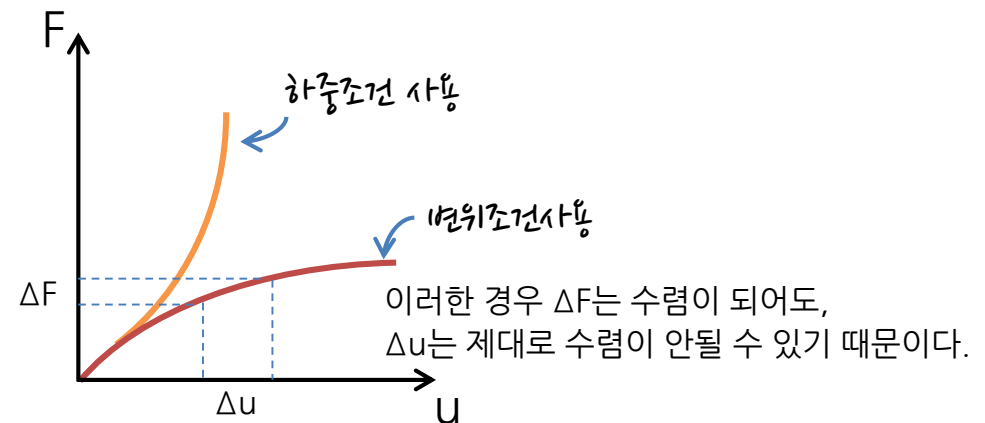 F
하중조건 사용
변위조건사용
ΔF
이러한 경우 ΔF는 수렴이 되어도,
Δu는 제대로 수렴이 안될 수 있기 때문이다.
Δu
u